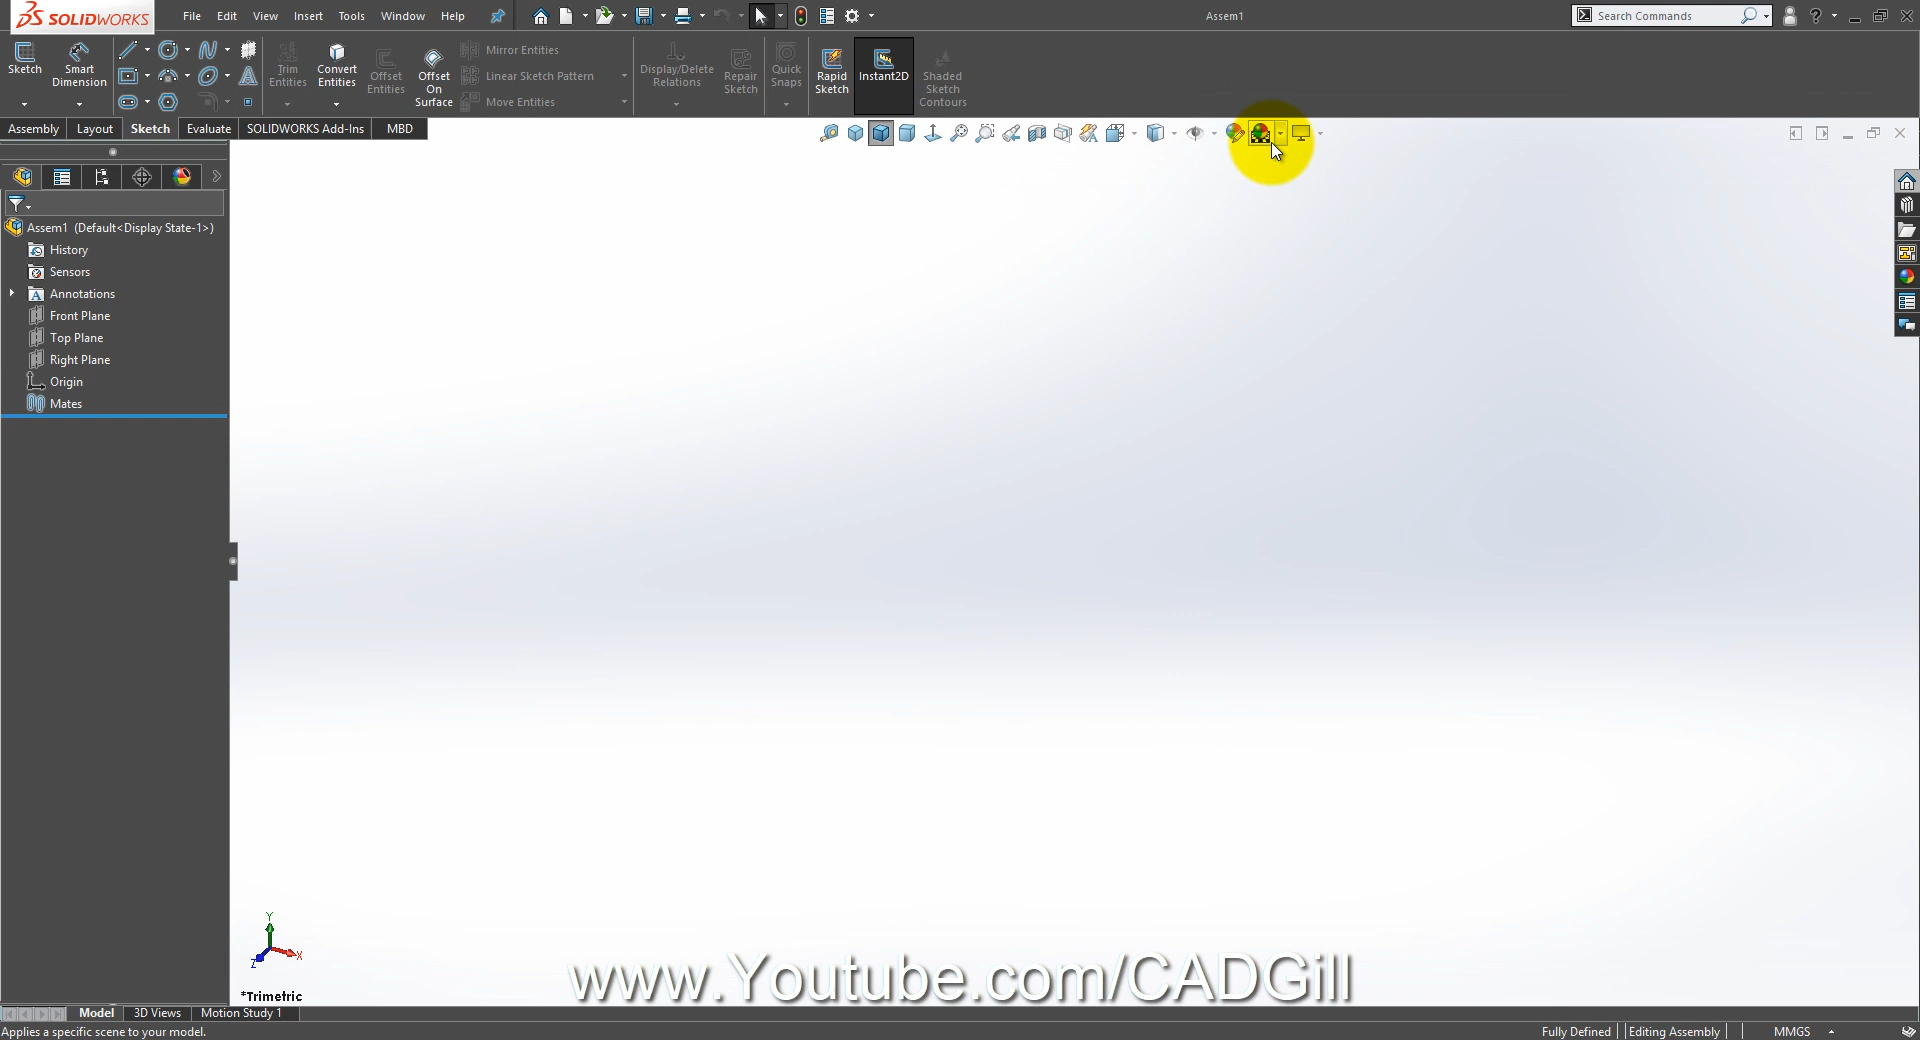 SOLIDWORKS File Edit View Insert Tools Window Help Assem1 Search Commands
Sketch Smart Dimension Trim Entities Convert Entities Offset Entities Offset On Surface Mirror Entities Linear Sketch Pattern Move Entities Display/Delete Relations Repair Sketch Quick Snaps Rapid Sketch Instant2D Shaded Sketch Contours
Assembly Layout Sketch Evaluate SOLIDWORKS Add-Ins MBD
Assem1 (Default<Display State-1>)
History
Sensors
Annotations
Front Plane
Top Plane
Right Plane
Origin
Mates
Y
X
Z
*Trimetric
www.Youtube.com/CADGill
Model 3D Views Motion Study 1
Applies a specific scene to your model. Fully Defined Editing Assembly MMGS